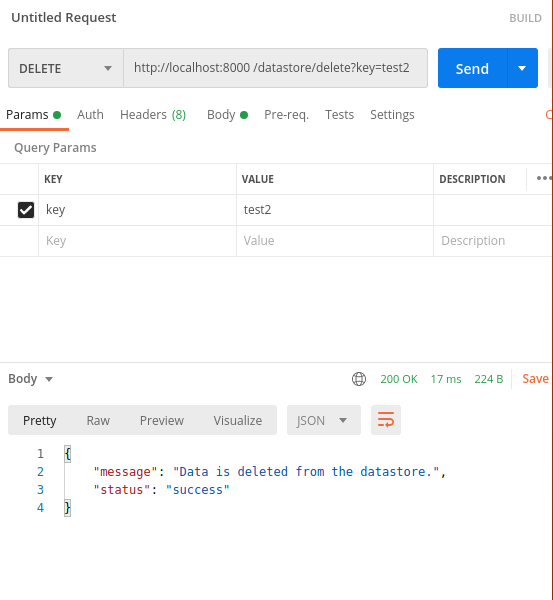 Untitled Request BUILD
DELETE http://localhost:8000 /datastore/delete?key=test2 Send
Params Auth Headers (8) Body Pre-req. Tests Settings
Query Params
KEY VALUE DESCRIPTION
key test2
Key Value Description
Body 200 OK 17 ms 224 B Save
Pretty Raw Preview Visualize JSON
1 {
2 "message": "Data is deleted from the datastore.",
3 "status": "success"
4 }